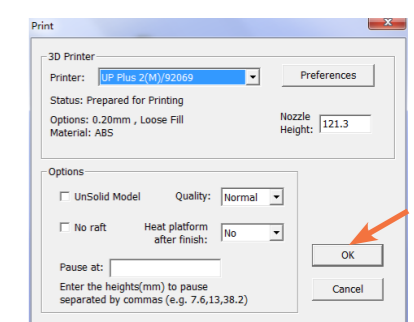 Print
3D Printer
Printer: UP Plus 2(M)/92069
Preferences
Status: Prepared for Printing
Options: 0.20mm , Loose Fill
Material: ABS
Nozzle
Height: 121.3
Options
UnSolid Model Quality: Normal
No raft Heat platform
after finish: No
OK
Pause at:
Enter the heights(mm) to pause
separated by commas (e.g. 7.6,13,38.2)
Cancel